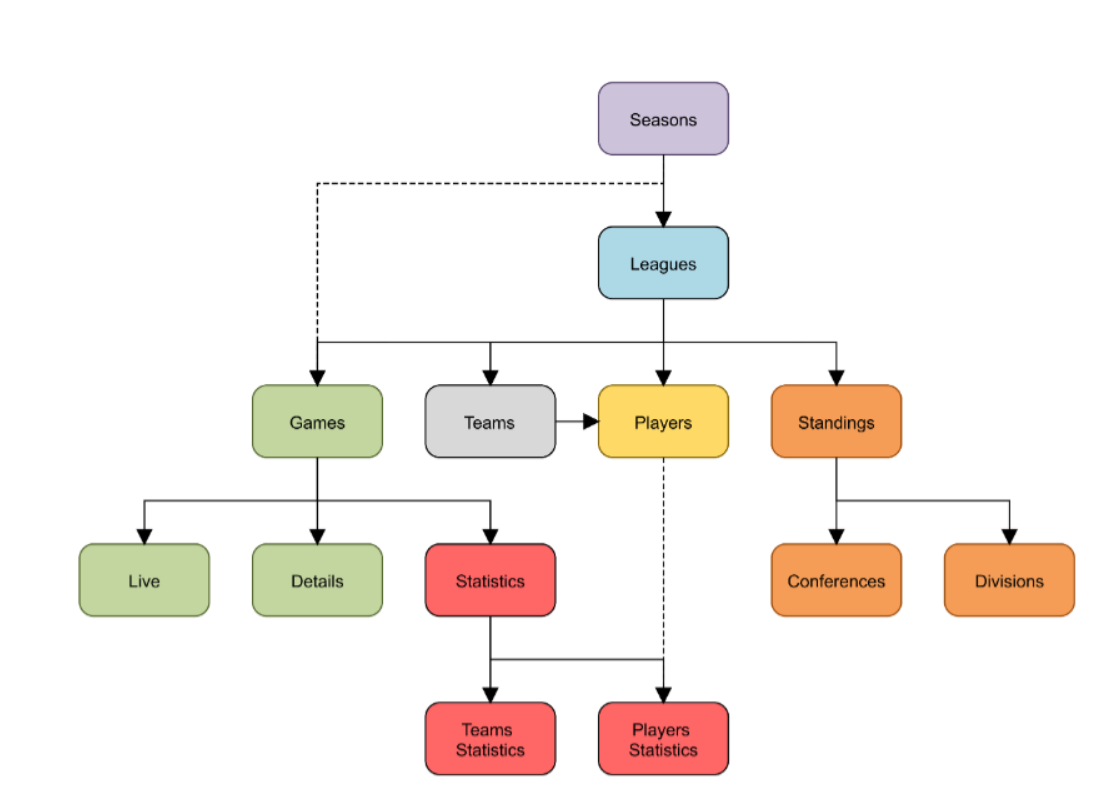 Seasons
Leagues
Games
Teams
Players
Standings
Live
Details
Statistics
Conferences
Divisions
Teams
Statistics
Players
Statistics